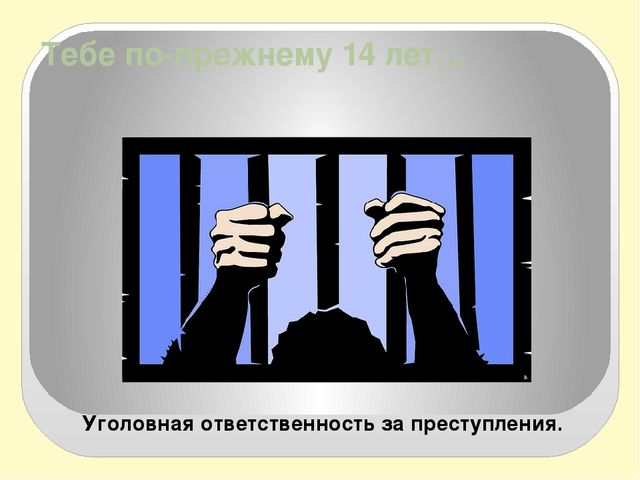 Тебе по-прежнему 14 лет…
Уголовная ответственность за преступления.